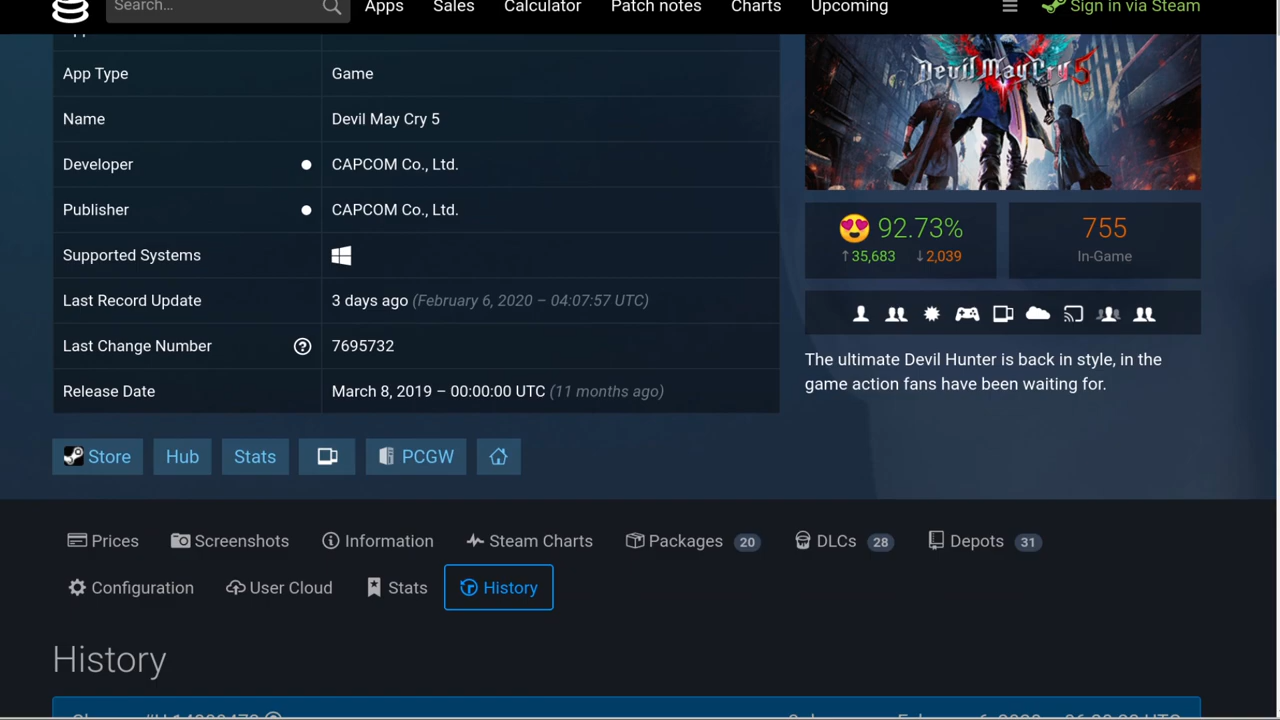 Search...
Apps
Sales
Calculator
Patch notes
Charts
Upcoming
Sign in via Steam
App Type
Game
Name
Devil May Cry 5
Developer
CAPCOM Co., Ltd.
Publisher
CAPCOM Co., Ltd.
Supported Systems
Last Record Update
3 days ago (February 6, 2020 – 04:07:57 UTC)
Last Change Number
7695732
Release Date
March 8, 2019 – 00:00:00 UTC (11 months ago)
Devil May Cry 5
92.73%
↑35,683 ↓2,039
755
In-Game
The ultimate Devil Hunter is back in style, in the
game action fans have been waiting for.
Store
Hub
Stats
PCGW
Prices
Screenshots
Information
Steam Charts
Packages 20
DLCs 28
Depots 31
Configuration
User Cloud
Stats
History
History